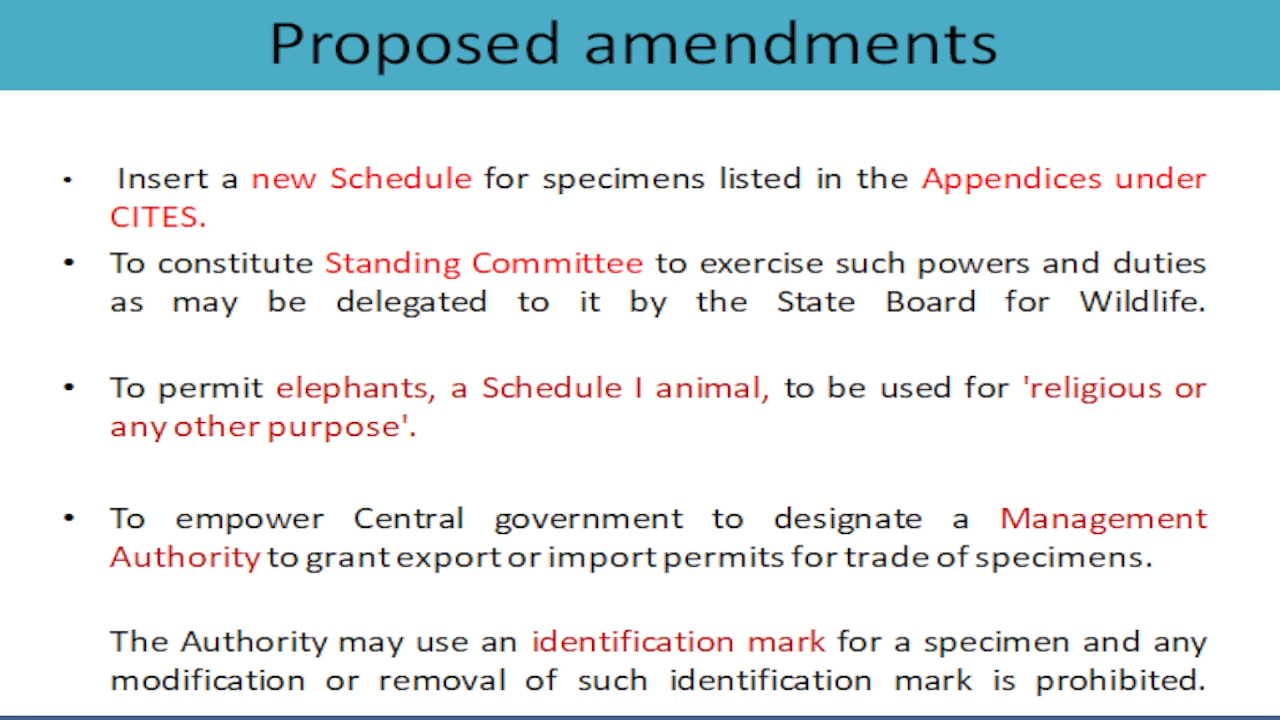 Proposed amendments
• Insert a new Schedule for specimens listed in the Appendices under
CITES.
• To constitute Standing Committee to exercise such powers and duties
as may be delegated to it by the State Board for Wildlife.
• To permit elephants, a Schedule I animal, to be used for 'religious or
any other purpose'.
• To empower Central government to designate a Management
Authority to grant export or import permits for trade of specimens.
The Authority may use an identification mark for a specimen and any
modification or removal of such identification mark is prohibited.